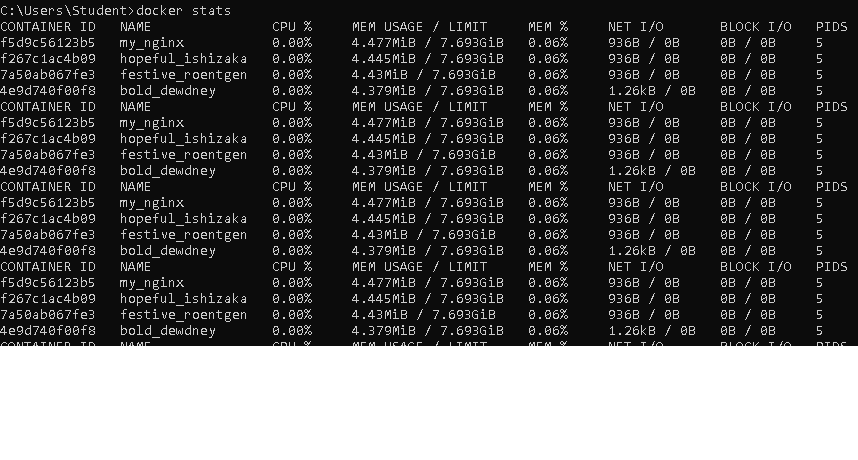 C:\Users\Student>docker stats
CONTAINER ID   NAME               CPU %     MEM USAGE / LIMIT     MEM %     NET I/O       BLOCK I/O   PIDS
f5d9c56123b5   my_nginx           0.00%     4.477MiB / 7.693GiB   0.06%     936B / 0B     0B / 0B     5
f267c1ac4b09   hopeful_ishizaka   0.00%     4.445MiB / 7.693GiB   0.06%     936B / 0B     0B / 0B     5
7a50ab067fe3   festive_roentgen   0.00%     4.43MiB / 7.693GiB    0.06%     936B / 0B     0B / 0B     5
4e9d740f00f8   bold_dewdney       0.00%     4.379MiB / 7.693GiB   0.06%     1.26kB / 0B   0B / 0B     5
CONTAINER ID   NAME               CPU %     MEM USAGE / LIMIT     MEM %     NET I/O       BLOCK I/O   PIDS
f5d9c56123b5   my_nginx           0.00%     4.477MiB / 7.693GiB   0.06%     936B / 0B     0B / 0B     5
f267c1ac4b09   hopeful_ishizaka   0.00%     4.445MiB / 7.693GiB   0.06%     936B / 0B     0B / 0B     5
7a50ab067fe3   festive_roentgen   0.00%     4.43MiB / 7.693GiB    0.06%     936B / 0B     0B / 0B     5
4e9d740f00f8   bold_dewdney       0.00%     4.379MiB / 7.693GiB   0.06%     1.26kB / 0B   0B / 0B     5
CONTAINER ID   NAME               CPU %     MEM USAGE / LIMIT     MEM %     NET I/O       BLOCK I/O   PIDS
f5d9c56123b5   my_nginx           0.00%     4.477MiB / 7.693GiB   0.06%     936B / 0B     0B / 0B     5
f267c1ac4b09   hopeful_ishizaka   0.00%     4.445MiB / 7.693GiB   0.06%     936B / 0B     0B / 0B     5
7a50ab067fe3   festive_roentgen   0.00%     4.43MiB / 7.693GiB    0.06%     936B / 0B     0B / 0B     5
4e9d740f00f8   bold_dewdney       0.00%     4.379MiB / 7.693GiB   0.06%     1.26kB / 0B   0B / 0B     5
CONTAINER ID   NAME               CPU %     MEM USAGE / LIMIT     MEM %     NET I/O       BLOCK I/O   PIDS
f5d9c56123b5   my_nginx           0.00%     4.477MiB / 7.693GiB   0.06%     936B / 0B     0B / 0B     5
f267c1ac4b09   hopeful_ishizaka   0.00%     4.445MiB / 7.693GiB   0.06%     936B / 0B     0B / 0B     5
7a50ab067fe3   festive_roentgen   0.00%     4.43MiB / 7.693GiB    0.06%     936B / 0B     0B / 0B     5
4e9d740f00f8   bold_dewdney       0.00%     4.379MiB / 7.693GiB   0.06%     1.26kB / 0B   0B / 0B     5
CONTAINER ID   NAME               CPU %     MEM USAGE / LIMIT     MEM %     NET I/O       BLOCK I/O   PIDS